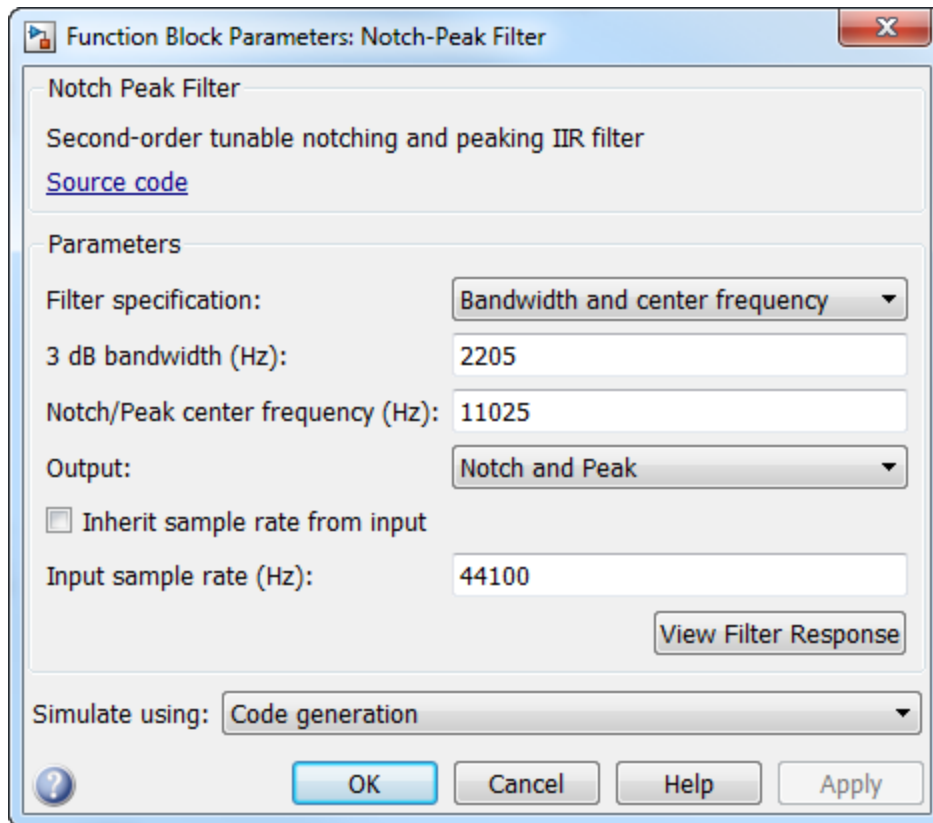 Function Block Parameters: Notch-Peak Filter
Notch Peak Filter
Second-order tunable notching and peaking IIR filter
Source code
Parameters
Filter specification: Bandwidth and center frequency
3 dB bandwidth (Hz): 2205
Notch/Peak center frequency (Hz): 11025
Output: Notch and Peak
Inherit sample rate from input
Input sample rate (Hz): 44100
View Filter Response
Simulate using: Code generation
? OK Cancel Help Apply